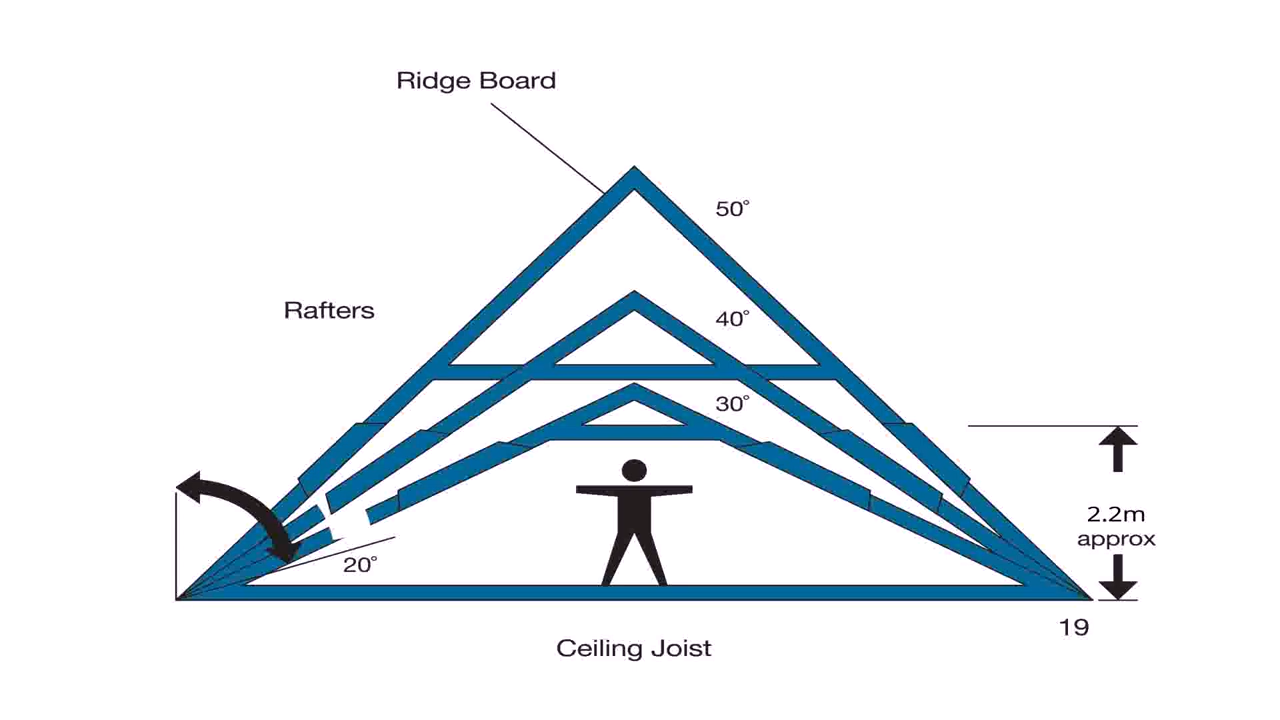 Ridge Board
50°
Rafters
40°
30°
2.2m
approx
20°
19
Ceiling Joist